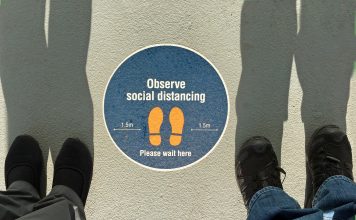 Observe
social distancing
1.5m 1.5m
Please wait here